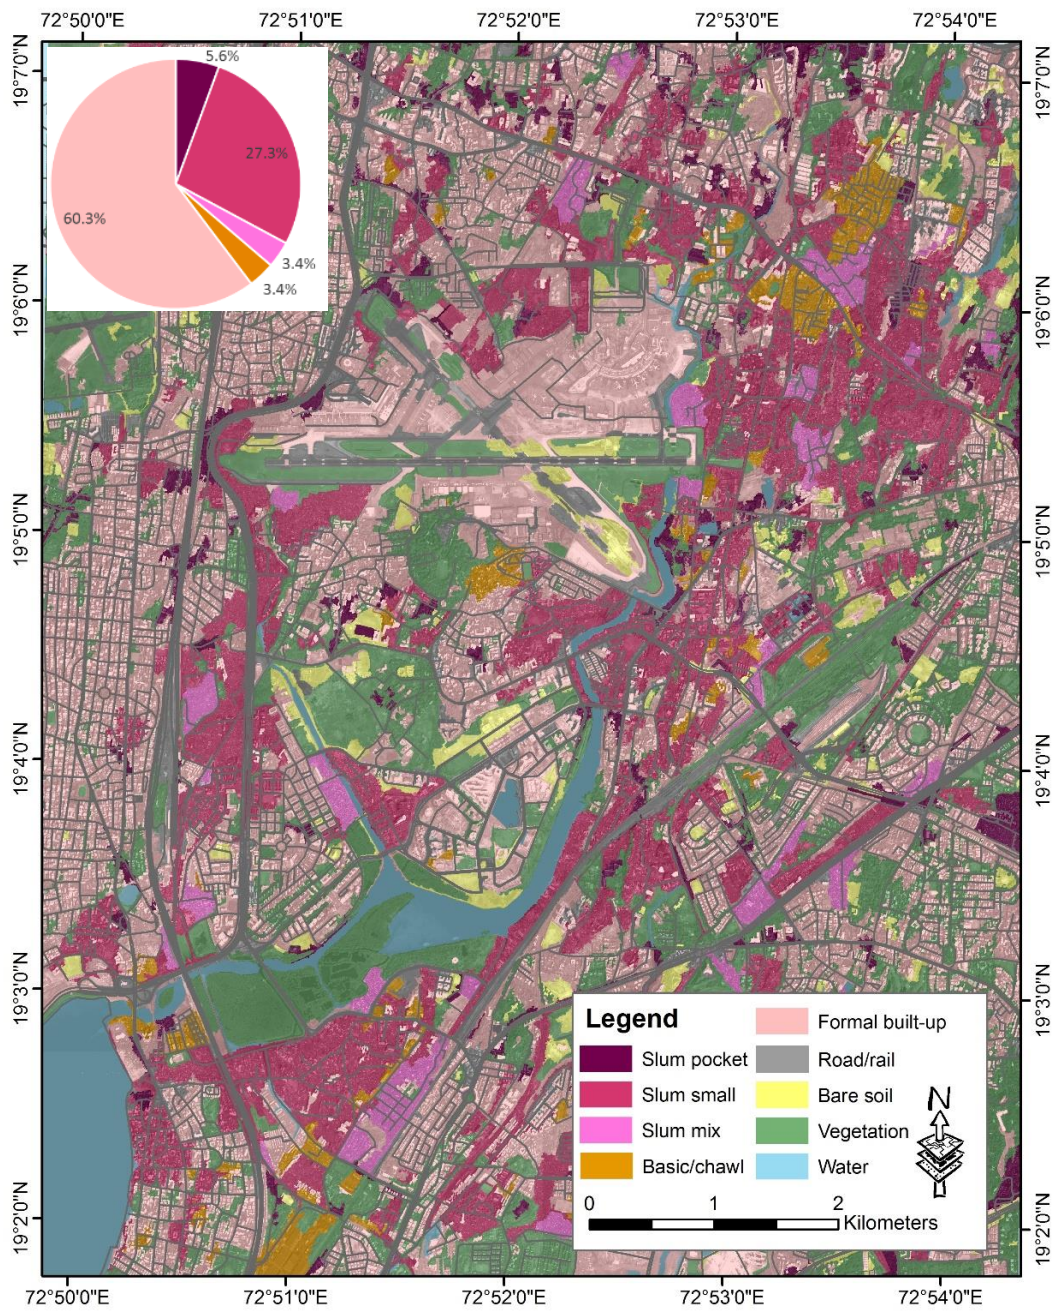 72°50'0"E 72°51'0"E 72°52'0"E 72°53'0"E 72°54'0"E
19°7'0"N
19°6'0"N
19°5'0"N
19°4'0"N
19°3'0"N
19°2'0"N
5.6%
27.3%
60.3%
3.4%
3.4%
19°7'0"N
19°6'0"N
19°5'0"N
19°4'0"N
19°3'0"N
19°2'0"N
Legend
Slum pocket
Slum small
Slum mix
Basic/chawl
Formal built-up
Road/rail
Bare soil
Vegetation
Water
N
0 1 2
Kilometers
72°50'0"E 72°51'0"E 72°52'0"E 72°53'0"E 72°54'0"E